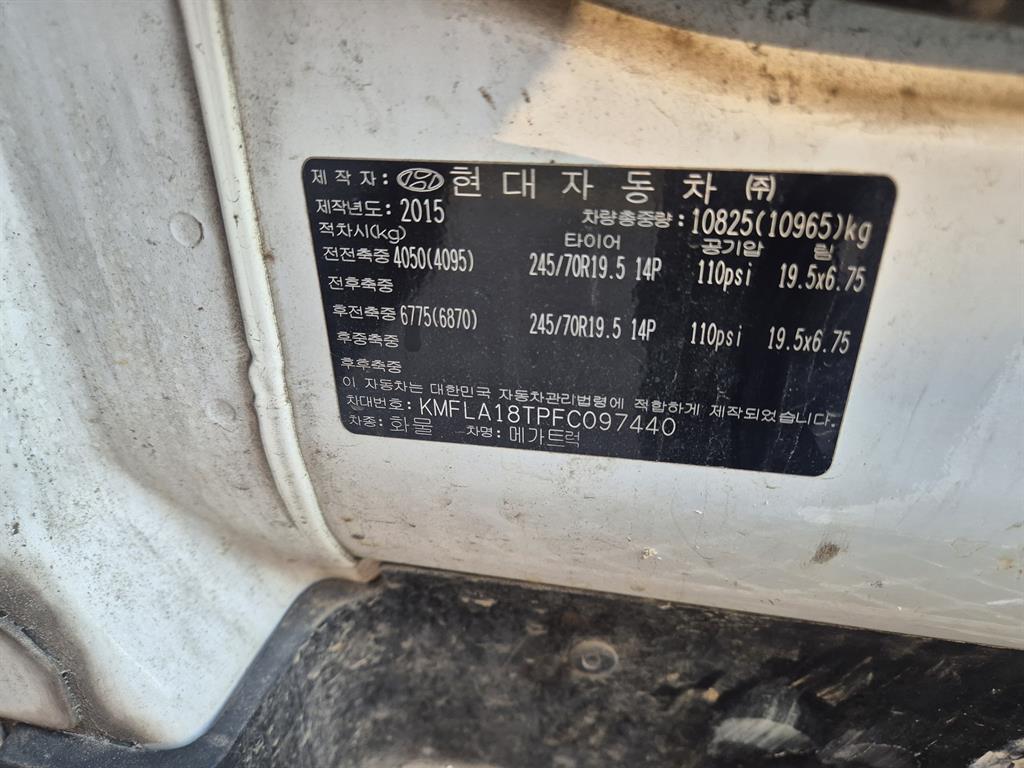 제작자: 현대자동차 ㈜
제작년도: 2015 차량총중량: 10825(10965)kg
적차시(kg) 타이어 공기압 림
전전축중 4050(4095) 245/70R19.5 14P 110psi 19.5x6.75
전후축중
후전축중 6775(6870) 245/70R19.5 14P 110psi 19.5x6.75
후중축중
후후축중
이 자동차는 대한민국 자동차관리법령에 적합하게 제작되었습니다.
차대번호: KMFLA18TPFC097440
차종: 화물 차명: 메가트럭